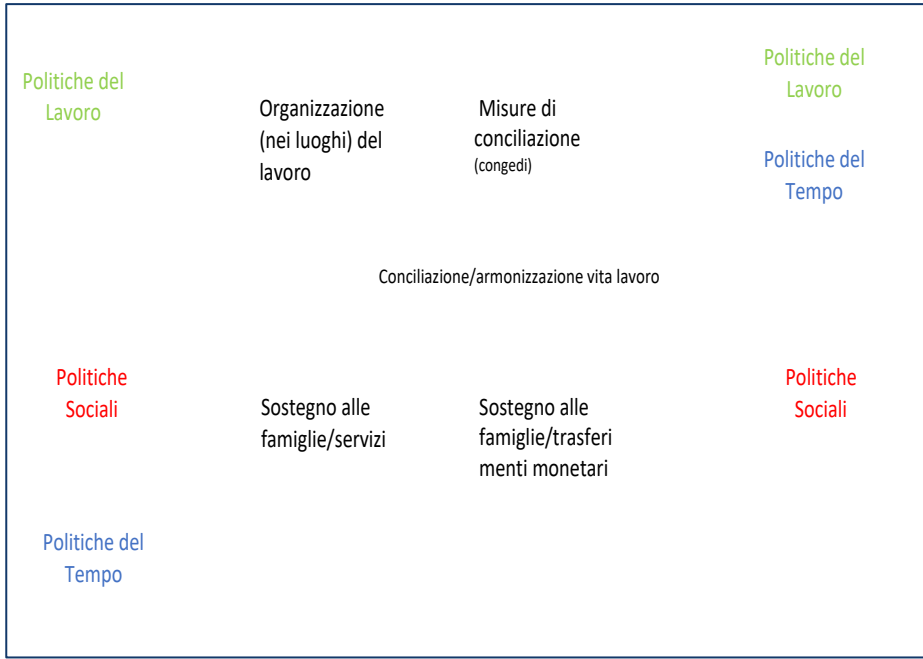 Politiche del
Lavoro
Organizzazione
(nei luoghi) del
lavoro
Misure di
conciliazione
(congedi)
Politiche del
Lavoro
Politiche del
Tempo
Conciliazione/armonizzazione vita lavoro
Politiche
Sociali
Sostegno alle
famiglie/servizi
Sostegno alle
famiglie/trasferi
menti monetari
Politiche
Sociali
Politiche del
Tempo